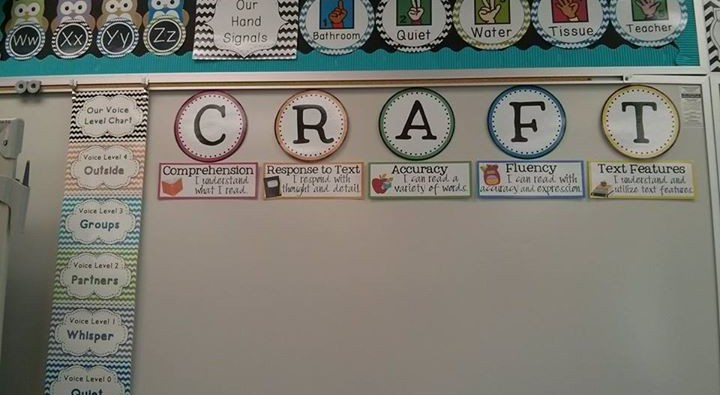 Ww Xx Yy Zz
Our
Hand
Signals
Bathroom
2
Quiet
Water
Tissue
Teacher
Our Voice
Level Chart
Voice Level 4
Outside
Voice Level 3
Groups
Voice Level 2
Partners
Voice Level 1
Whisper
Voice Level 0
Quiet
C R A F T
Comprehension
I understand
what I read.
Response to Text
I respond with
thought and detail
Accuracy
I can read a
variety of words.
Fluency
I can read with
accuracy and expression
Text Features
I understand and
utilize text features